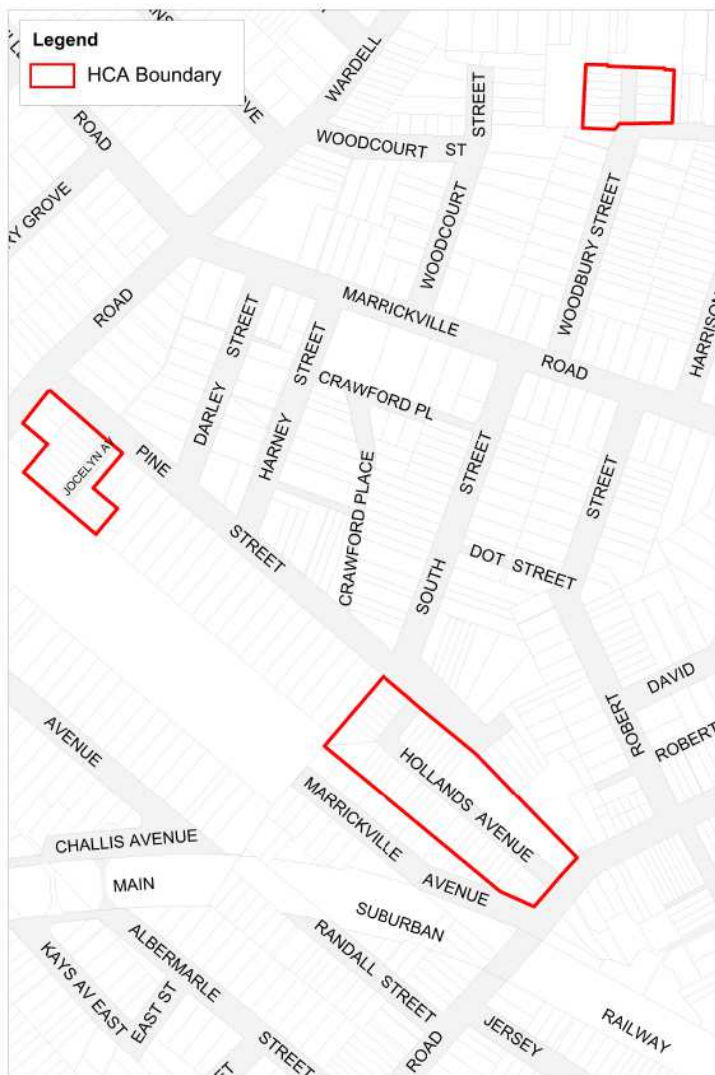 Legend
HCA Boundary
WARDELL
ROAD
WOODCOURT ST
WOODCOURT STREET
WOODBURY STREET
HARRISON
MARRICKVILLE ROAD
ROAD
DARLEY STREET
HARNEY STREET
CRAWFORD PL
CRAWFORD PLACE
JOCELYN AV
PINE STREET
SOUTH STREET
STREET
DOT STREET
DAVID
ROBERT
ROBERT
HOLLANDS AVENUE
MARRICKVILLE AVENUE
AVENUE
CHALLIS AVENUE
MAIN SUBURBAN RAILWAY
ALBERMARLE STREET
KAYS AV EAST
EAST ST
RANDALL STREET
JERSEY
ROAD